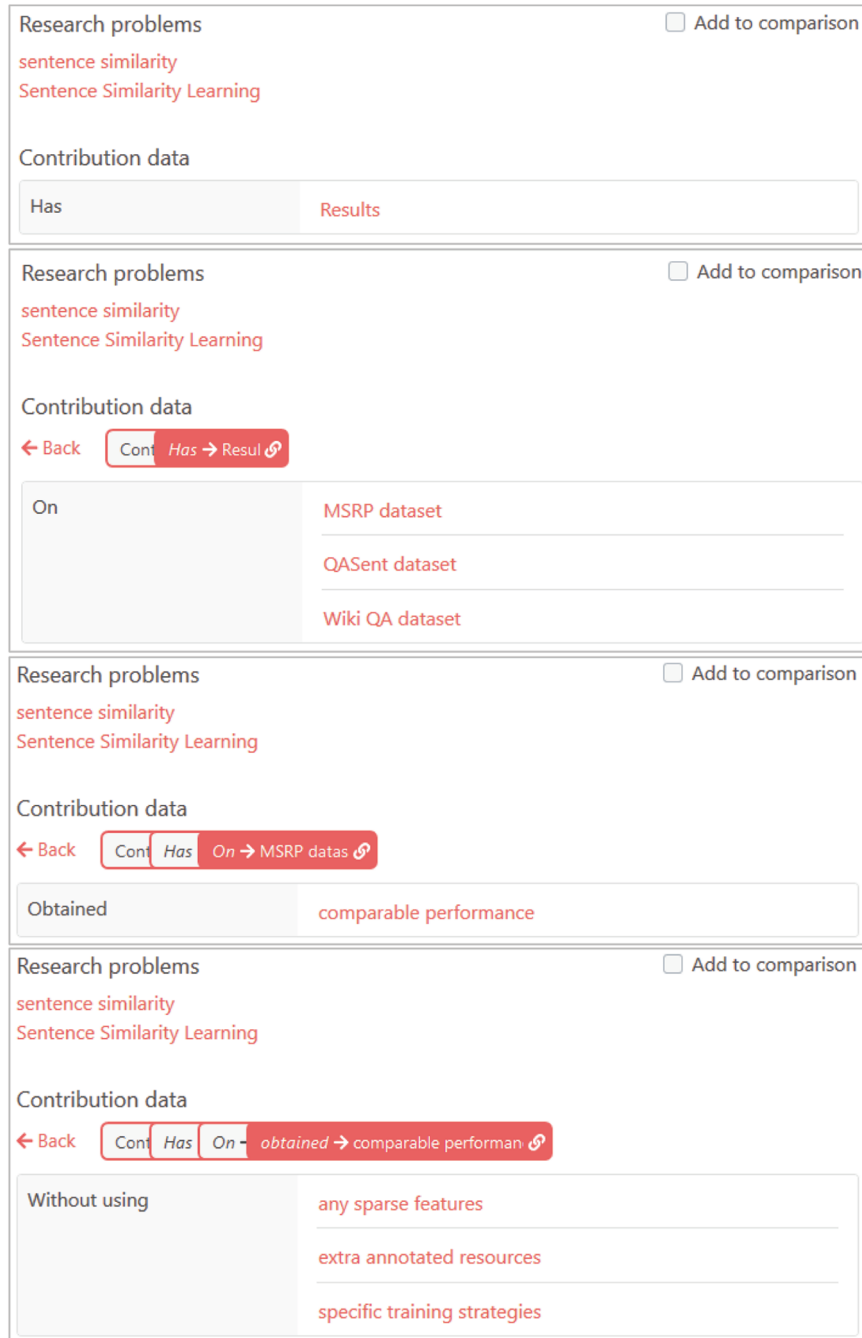 Research problems Add to comparison
sentence similarity
Sentence Similarity Learning
Contribution data
Has Results
Research problems Add to comparison
sentence similarity
Sentence Similarity Learning
Contribution data
← Back Cont Has → Resul
On MSRP dataset
QASent dataset
Wiki QA dataset
Research problems Add to comparison
sentence similarity
Sentence Similarity Learning
Contribution data
← Back Cont Has On → MSRP datas
Obtained comparable performance
Research problems Add to comparison
sentence similarity
Sentence Similarity Learning
Contribution data
← Back Cont Has On - obtained → comparable performan
Without using any sparse features
extra annotated resources
specific training strategies